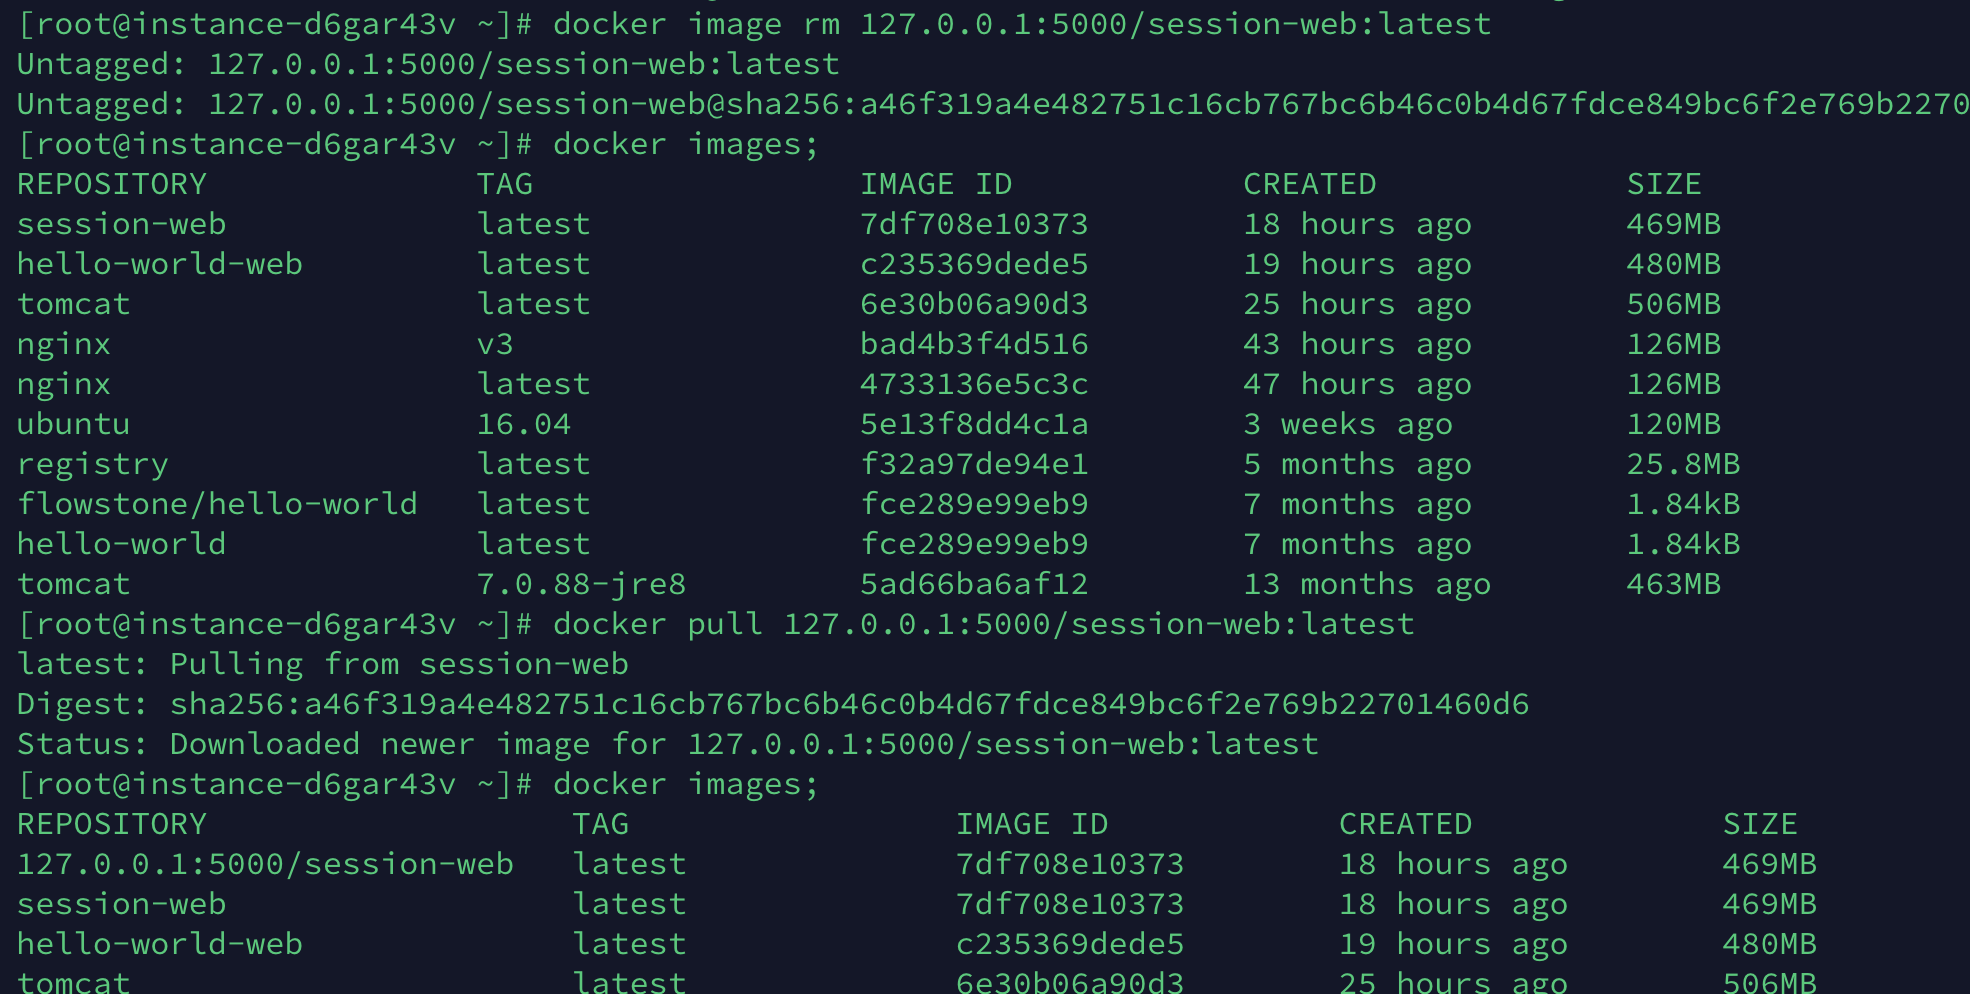 [root@instance-d6gar43v ~]# docker image rm 127.0.0.1:5000/session-web:latest
Untagged: 127.0.0.1:5000/session-web:latest
Untagged: 127.0.0.1:5000/session-web@sha256:a46f319a4e482751c16cb767bc6b46c0b4d67fdce849bc6f2e769b2270
[root@instance-d6gar43v ~]# docker images;
REPOSITORY TAG IMAGE ID CREATED SIZE
session-web latest 7df708e10373 18 hours ago 469MB
hello-world-web latest c235369dede5 19 hours ago 480MB
tomcat latest 6e30b06a90d3 25 hours ago 506MB
nginx v3 bad4b3f4d516 43 hours ago 126MB
nginx latest 4733136e5c3c 47 hours ago 126MB
ubuntu 16.04 5e13f8dd4c1a 3 weeks ago 120MB
registry latest f32a97de94e1 5 months ago 25.8MB
flowstone/hello-world latest fce289e99eb9 7 months ago 1.84kB
hello-world latest fce289e99eb9 7 months ago 1.84kB
tomcat 7.0.88-jre8 5ad66ba6af12 13 months ago 463MB
[root@instance-d6gar43v ~]# docker pull 127.0.0.1:5000/session-web:latest
latest: Pulling from session-web
Digest: sha256:a46f319a4e482751c16cb767bc6b46c0b4d67fdce849bc6f2e769b22701460d6
Status: Downloaded newer image for 127.0.0.1:5000/session-web:latest
[root@instance-d6gar43v ~]# docker images;
REPOSITORY TAG IMAGE ID CREATED SIZE
127.0.0.1:5000/session-web latest 7df708e10373 18 hours ago 469MB
session-web latest 7df708e10373 18 hours ago 469MB
hello-world-web latest c235369dede5 19 hours ago 480MB
tomcat latest 6e30b06a90d3 25 hours ago 506MB